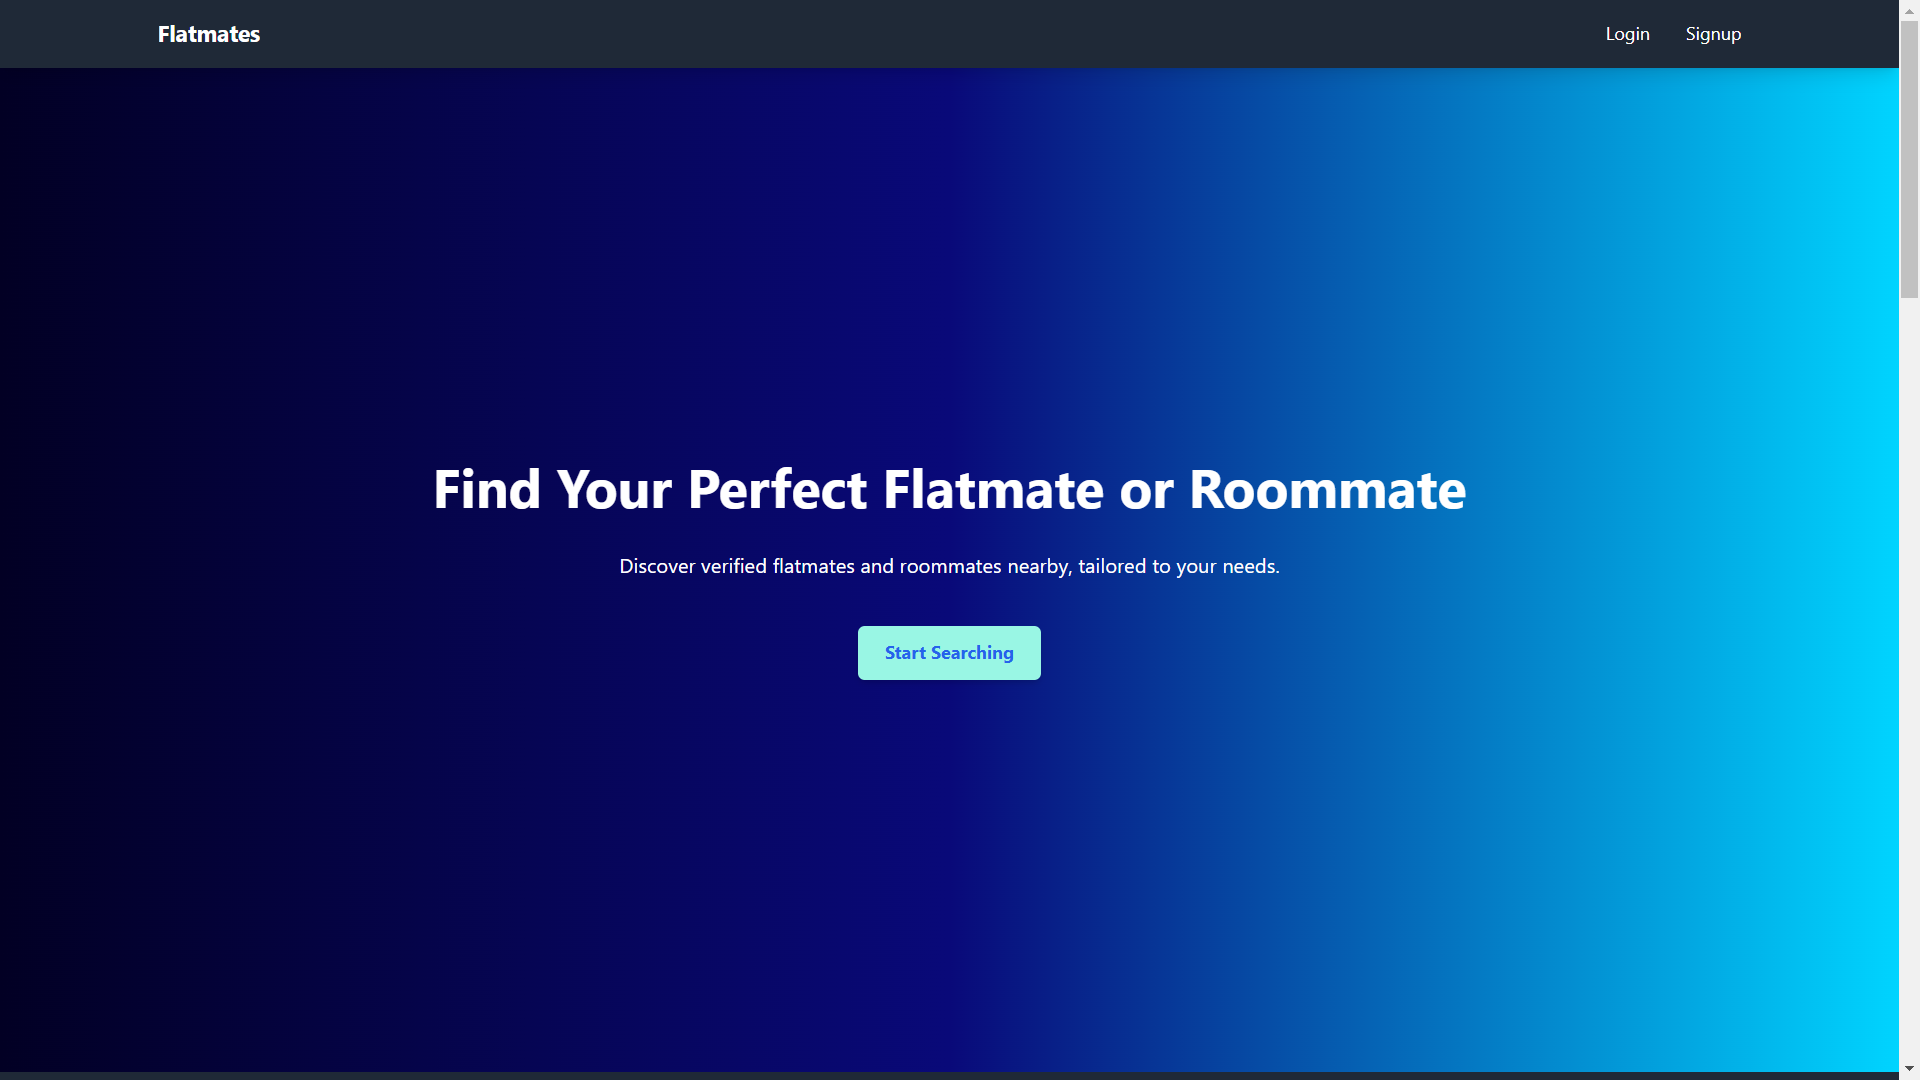 Flatmates
Login
Signup
Find Your Perfect Flatmate or Roommate
Discover verified flatmates and roommates nearby, tailored to your needs.
Start Searching